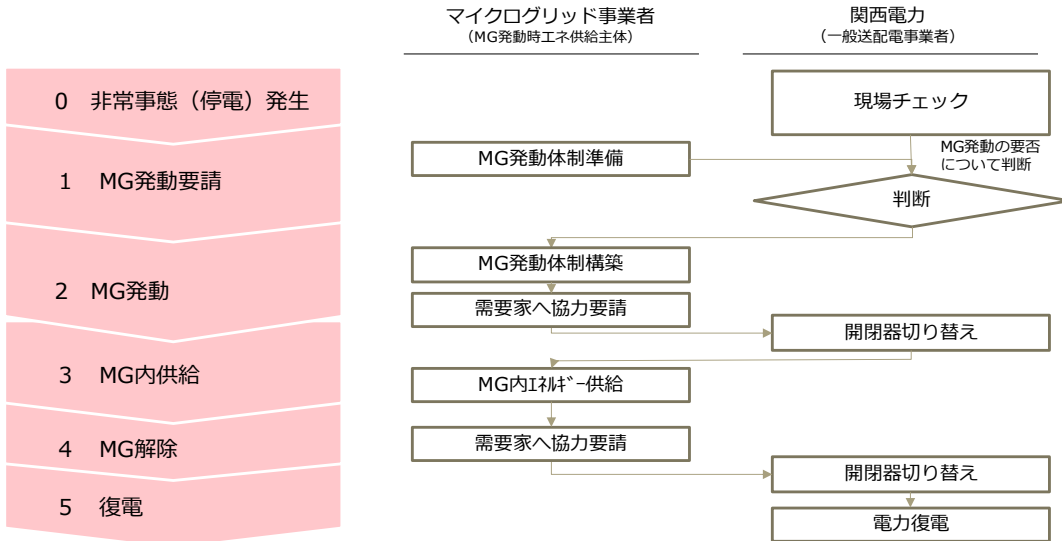 マイクログリッド事業者
（MG発動時エネ供給主体）
関西電力
（一般送配電事業者）
0 非常事態（停電）発生
現場チェック
MG発動体制準備
MG発動の要否
について判断
1 MG発動要請
判断
MG発動体制構築
2 MG発動
需要家へ協力要請
開閉器切り替え
3 MG内供給
MG内ｴﾈﾙｷﾞｰ供給
4 MG解除
需要家へ協力要請
開閉器切り替え
5 復電
電力復電